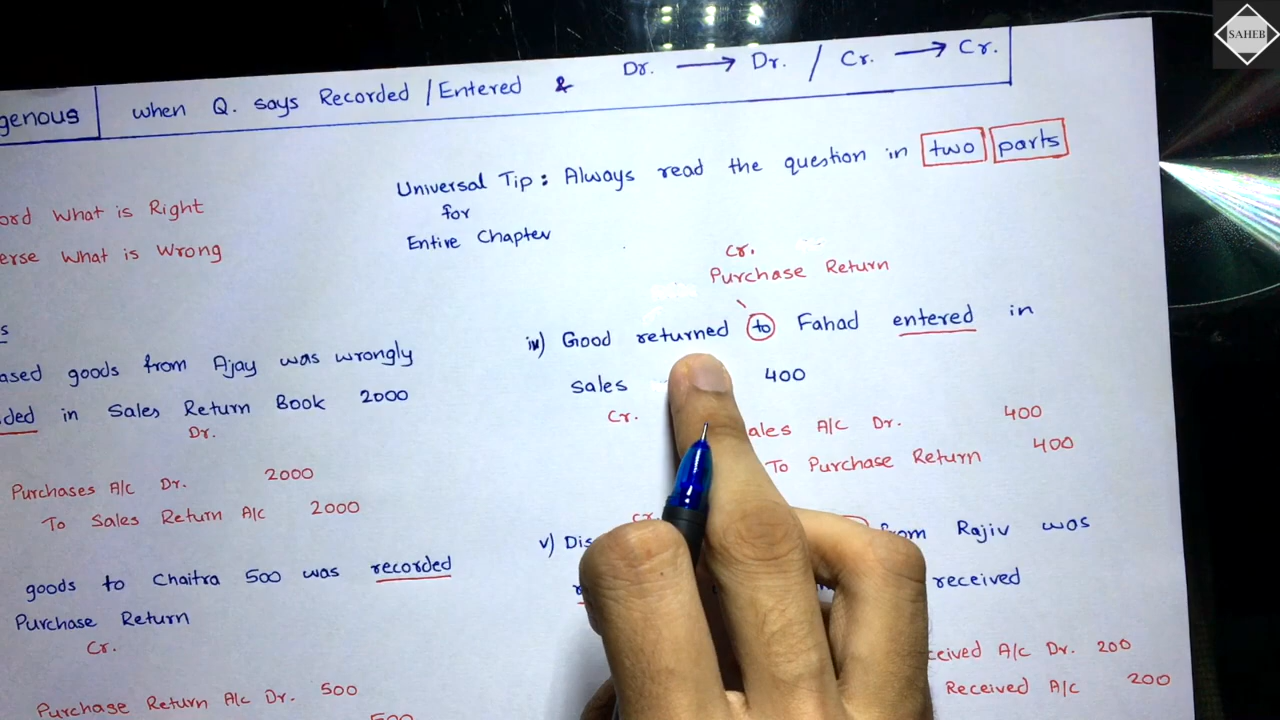 SAHEB
genous when Q. says Recorded / Entered & Dr. → Dr. / Cr. → Cr.
Universal Tip : Always read the question in two parts
for
Entire Chapter
ord What is Right
erse What is Wrong
s
ased goods from Ajay was wrongly
ded in Sales Return Book 2000
Dr.
Purchases A/c Dr. 2000
To Sales Return A/c 2000
goods to Chaitra 500 was recorded
Purchase Return
Cr.
Purchase Return A/c Dr. 500
500
Cr.
Purchase Return
iv) Good returned to Fahad entered in
sales 400
Cr.
ales A/c Dr. 400
To Purchase Return 400
Cr.
v) Dis from Rajiv was
received
ceived A/c Dr. 200
Received A/c 200